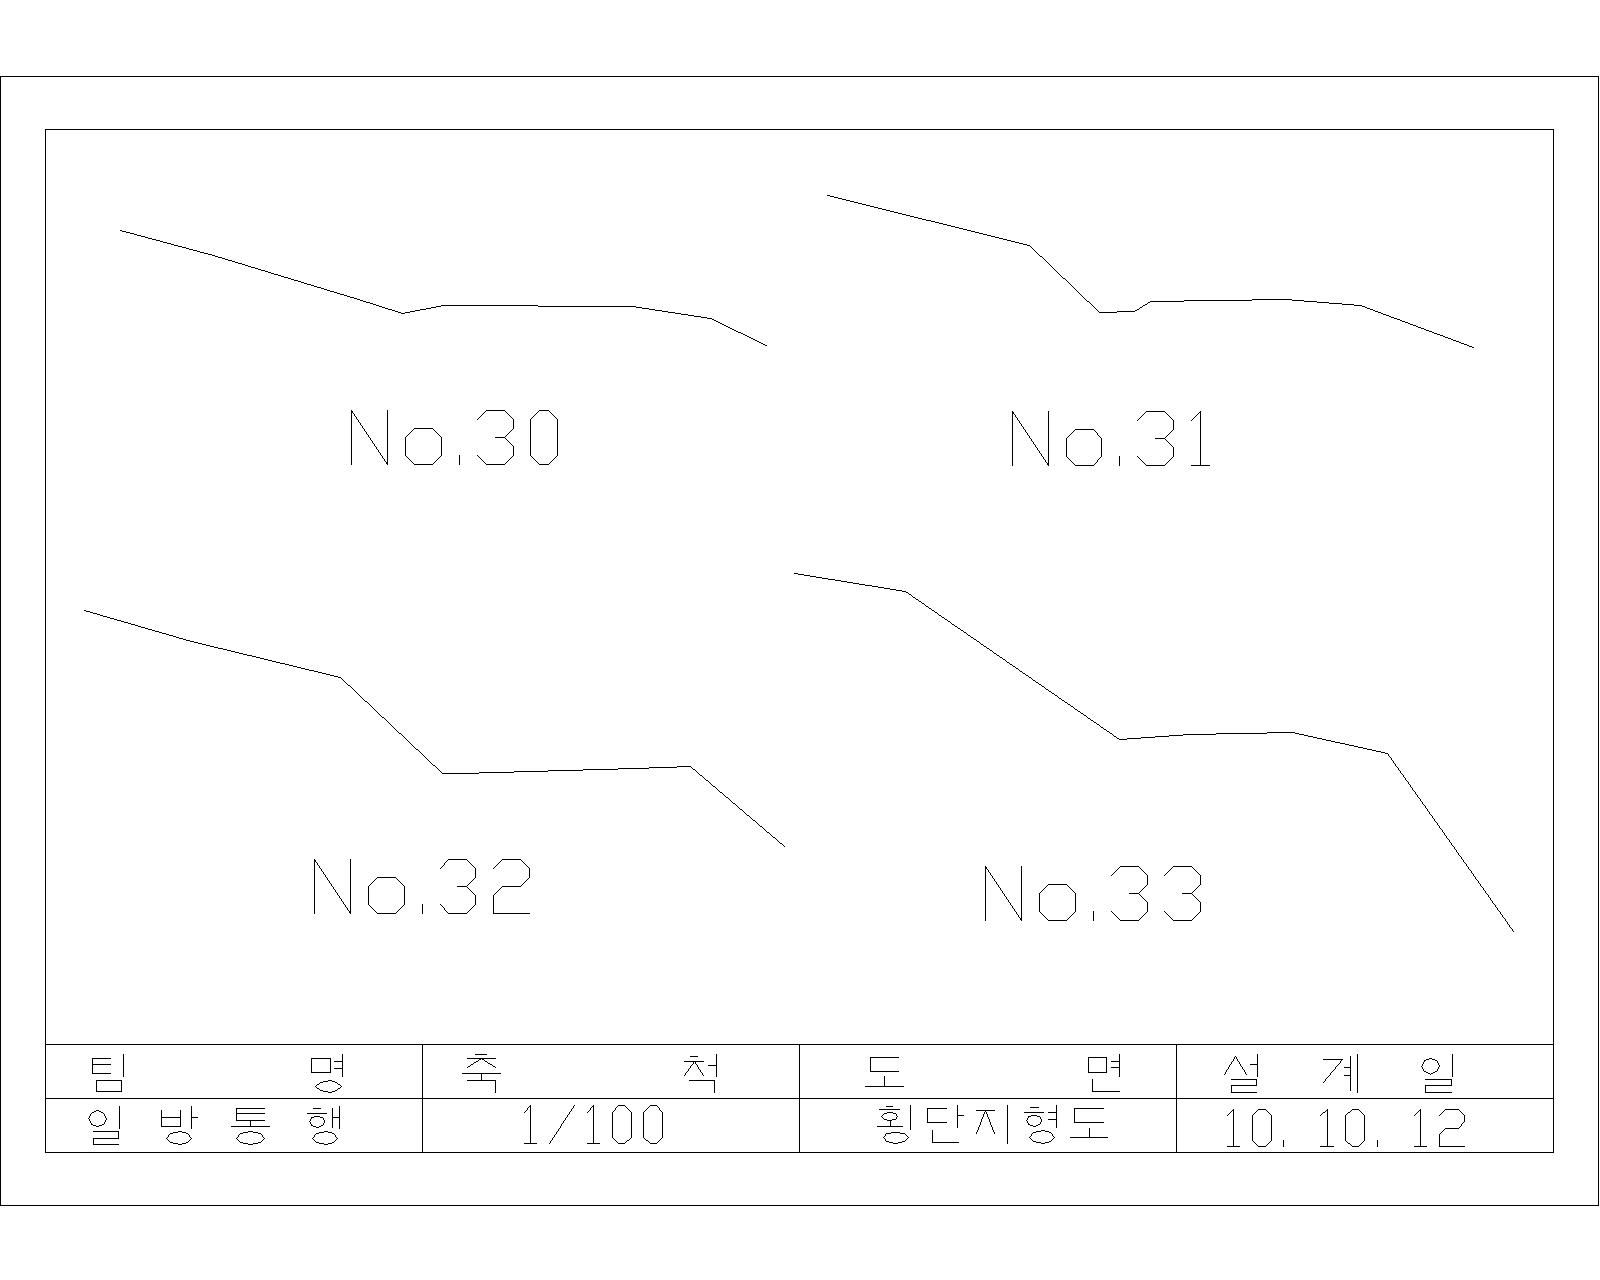 No.30 No.31
No.32 No.33
팀 명 축 척 도 면 설 계 일
일 방 통 행 1/100 횡단지형도 10. 10. 12